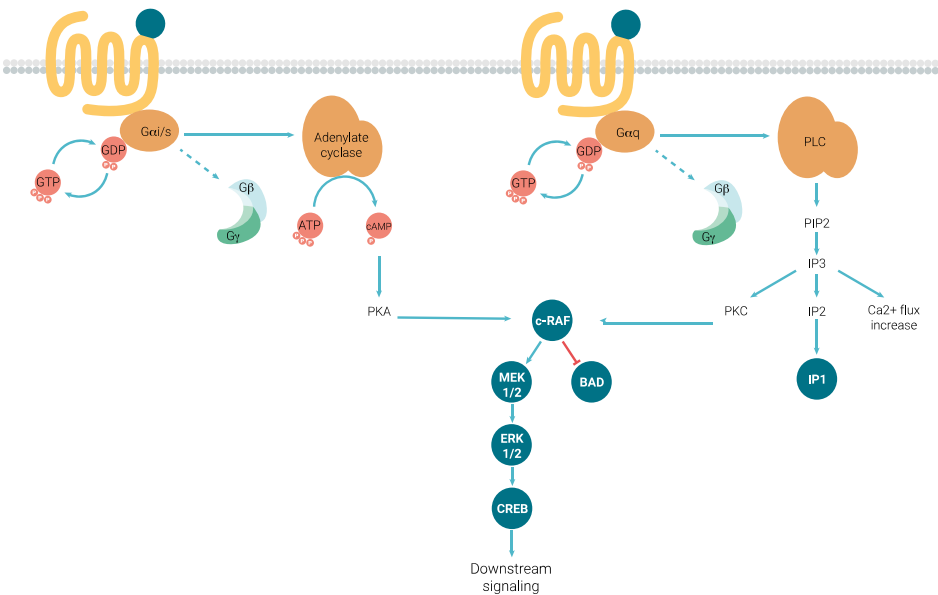 Gαi/s
GDP
P
P
GTP
P
P
P
Gβ
Gγ
Adenylate
cyclase
ATP
P
P
P
cAMP
P
PKA
Gαq
GDP
P
P
GTP
P
P
P
Gβ
Gγ
PLC
PIP2
IP3
PKC
IP2
Ca2+ flux
increase
IP1
c-RAF
MEK
1/2
BAD
ERK
1/2
CREB
Downstream
signaling